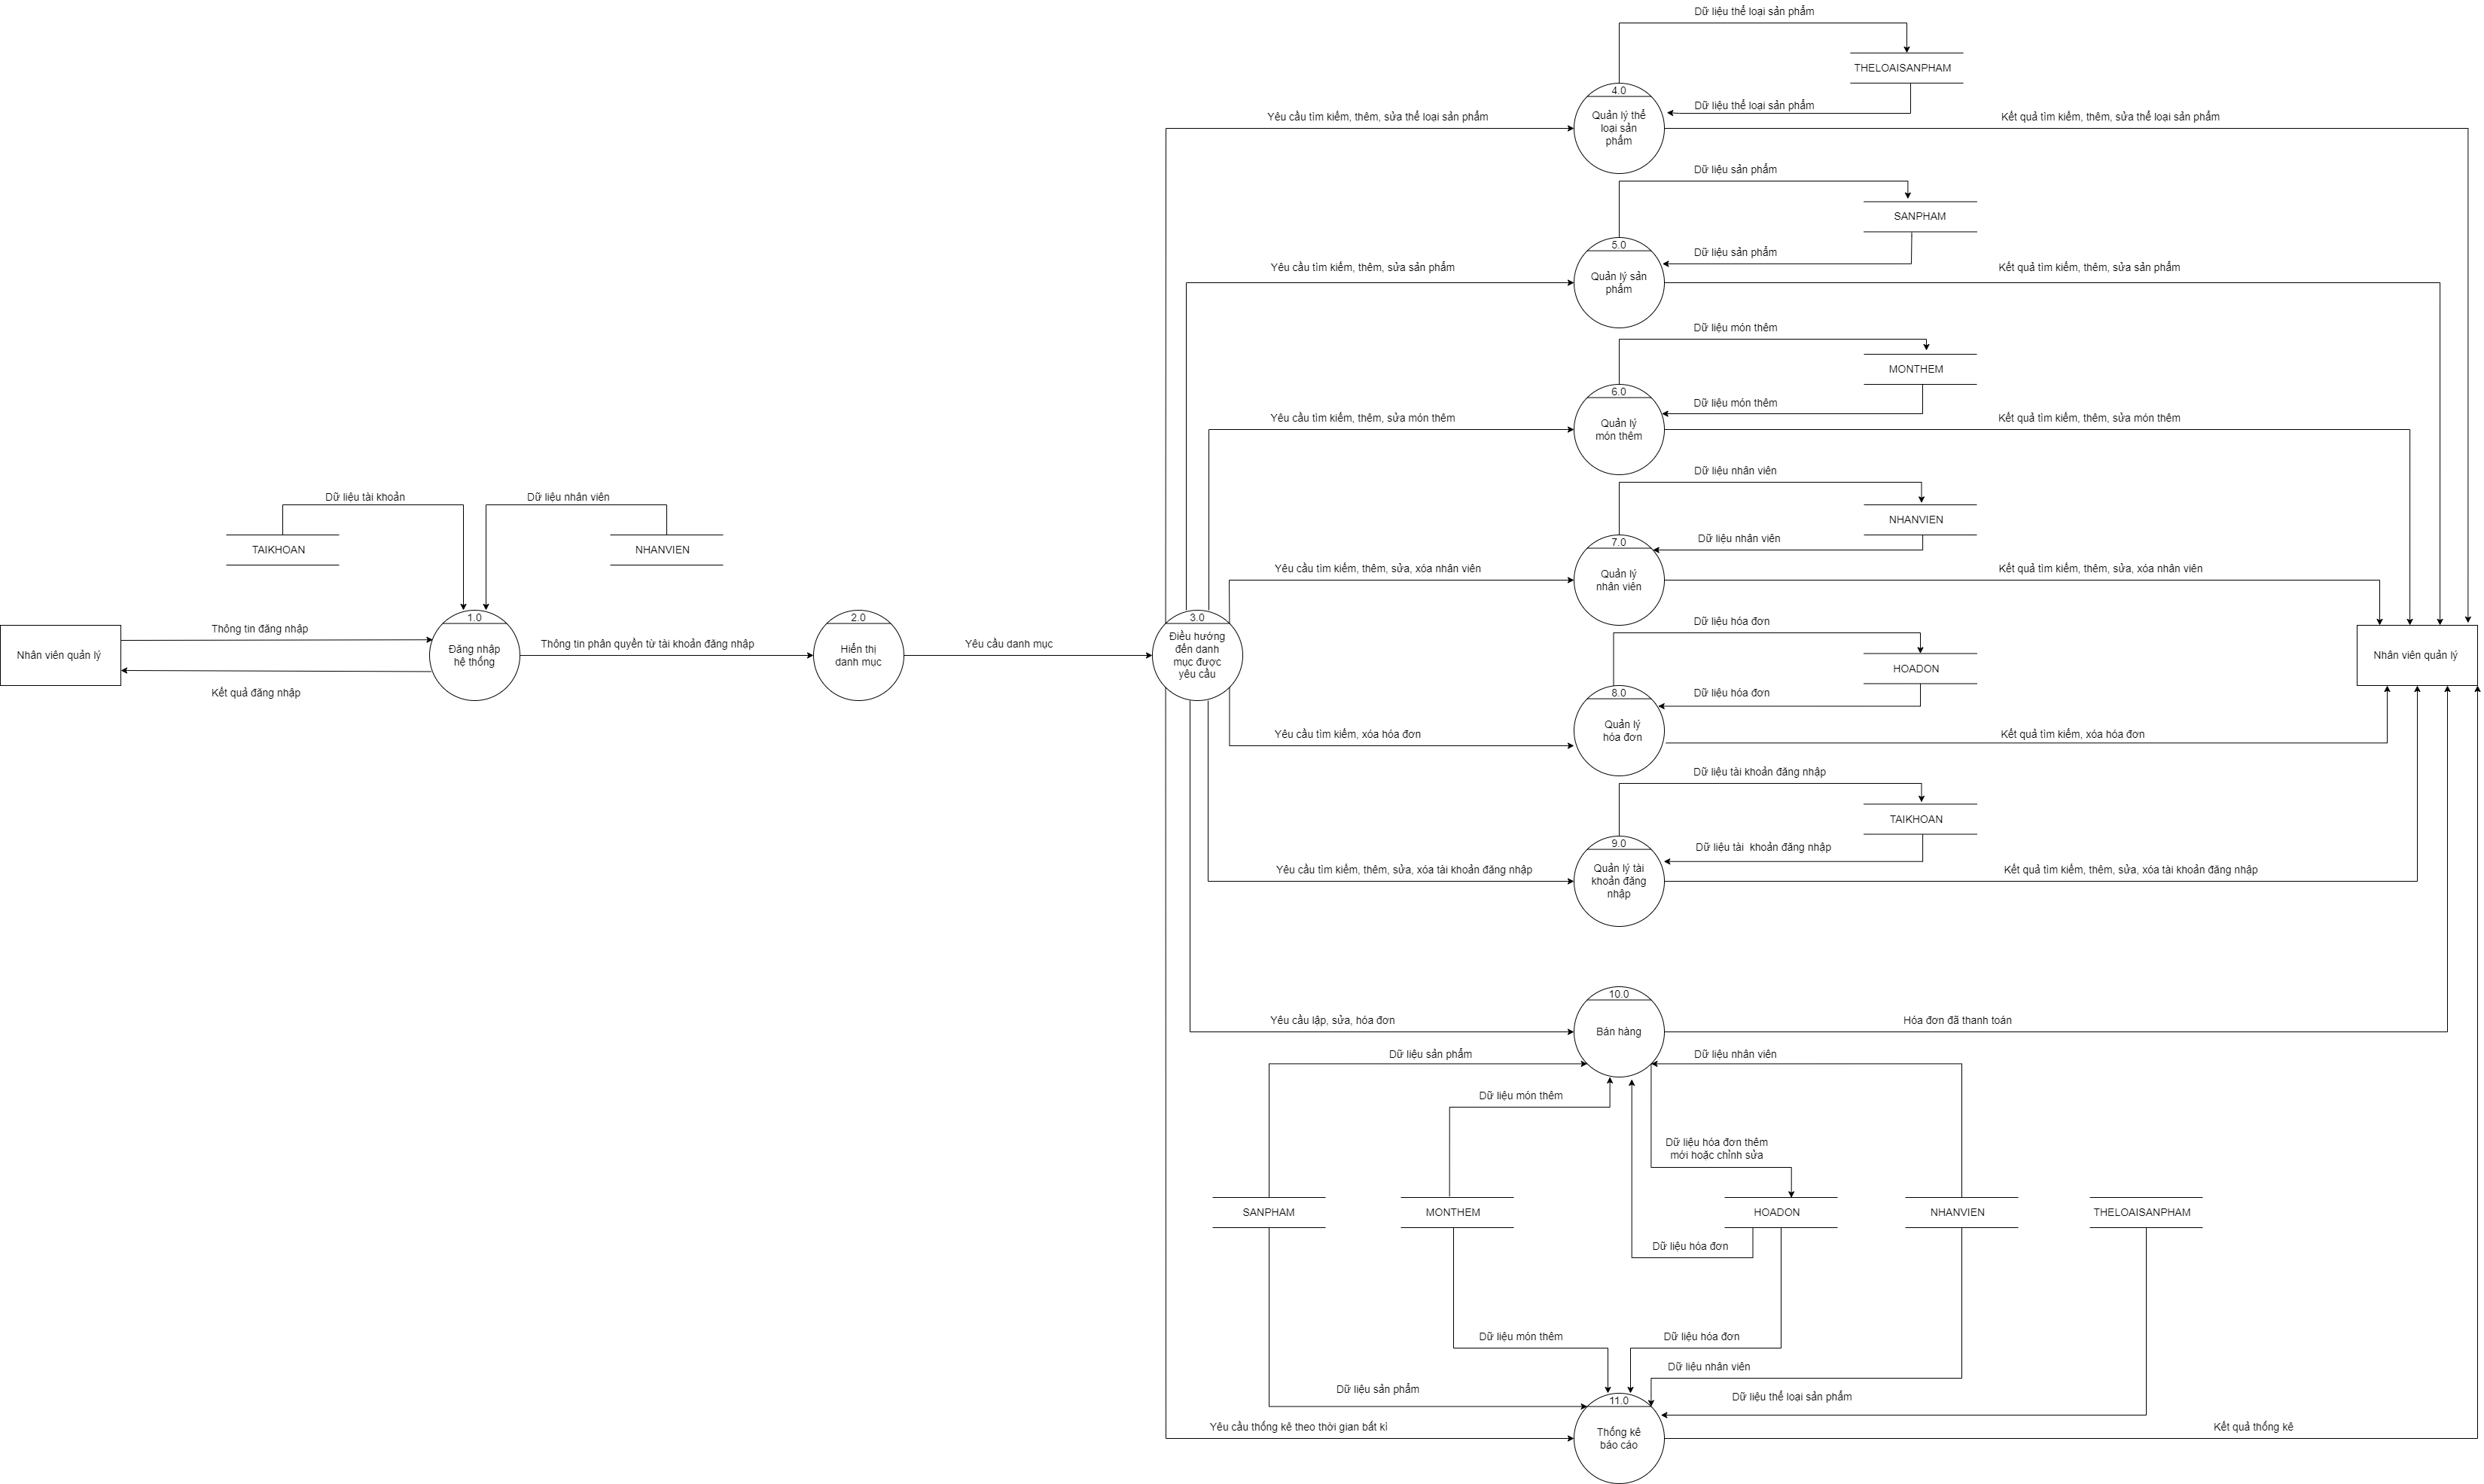 Dữ liệu thể loại sản phẩm
THELOAISANPHAM
4.0
Quản lý thể
loại sản
phẩm
Dữ liệu thể loại sản phẩm
Yêu cầu tìm kiếm, thêm, sửa thể loại sản phẩm
Kết quả tìm kiếm, thêm, sửa thể loại sản phẩm
Dữ liệu sản phẩm
SANPHAM
5.0
Quản lý sản
phẩm
Dữ liệu sản phẩm
Yêu cầu tìm kiếm, thêm, sửa sản phẩm
Kết quả tìm kiếm, thêm, sửa sản phẩm
Dữ liệu món thêm
MONTHEM
6.0
Quản lý
món thêm
Dữ liệu món thêm
Yêu cầu tìm kiếm, thêm, sửa món thêm
Kết quả tìm kiếm, thêm, sửa món thêm
Dữ liệu nhân viên
NHANVIEN
7.0
Quản lý
nhân viên
Dữ liệu nhân viên
Yêu cầu tìm kiếm, thêm, sửa, xóa nhân viên
Kết quả tìm kiếm, thêm, sửa, xóa nhân viên
Dữ liệu tài khoản
Dữ liệu nhân viên
TAIKHOAN
NHANVIEN
Nhân viên quản lý
Thông tin đăng nhập
Kết quả đăng nhập
1.0
Đăng nhập
hệ thống
Thông tin phân quyền từ tài khoản đăng nhập
2.0
Hiển thị
danh mục
Yêu cầu danh mục
3.0
Điều hướng
đến danh
mục được
yêu cầu
Dữ liệu hóa đơn
HOADON
8.0
Quản lý
hóa đơn
Dữ liệu hóa đơn
Yêu cầu tìm kiếm, xóa hóa đơn
Kết quả tìm kiếm, xóa hóa đơn
Nhân viên quản lý
Dữ liệu tài khoản đăng nhập
TAIKHOAN
9.0
Quản lý tài
khoản đăng
nhập
Dữ liệu tài  khoản đăng nhập
Yêu cầu tìm kiếm, thêm, sửa, xóa tài khoản đăng nhập
Kết quả tìm kiếm, thêm, sửa, xóa tài khoản đăng nhập
10.0
Bán hàng
Yêu cầu lập, sửa, hóa đơn
Hóa đơn đã thanh toán
Dữ liệu sản phẩm
Dữ liệu nhân viên
Dữ liệu món thêm
Dữ liệu hóa đơn thêm
mới hoặc chỉnh sửa
SANPHAM
MONTHEM
HOADON
NHANVIEN
THELOAISANPHAM
Dữ liệu hóa đơn
Dữ liệu món thêm
Dữ liệu hóa đơn
Dữ liệu nhân viên
Dữ liệu sản phẩm
Dữ liệu thể loại sản phẩm
11.0
Thống kê
báo cáo
Yêu cầu thống kê theo thời gian bất kì
Kết quả thống kê